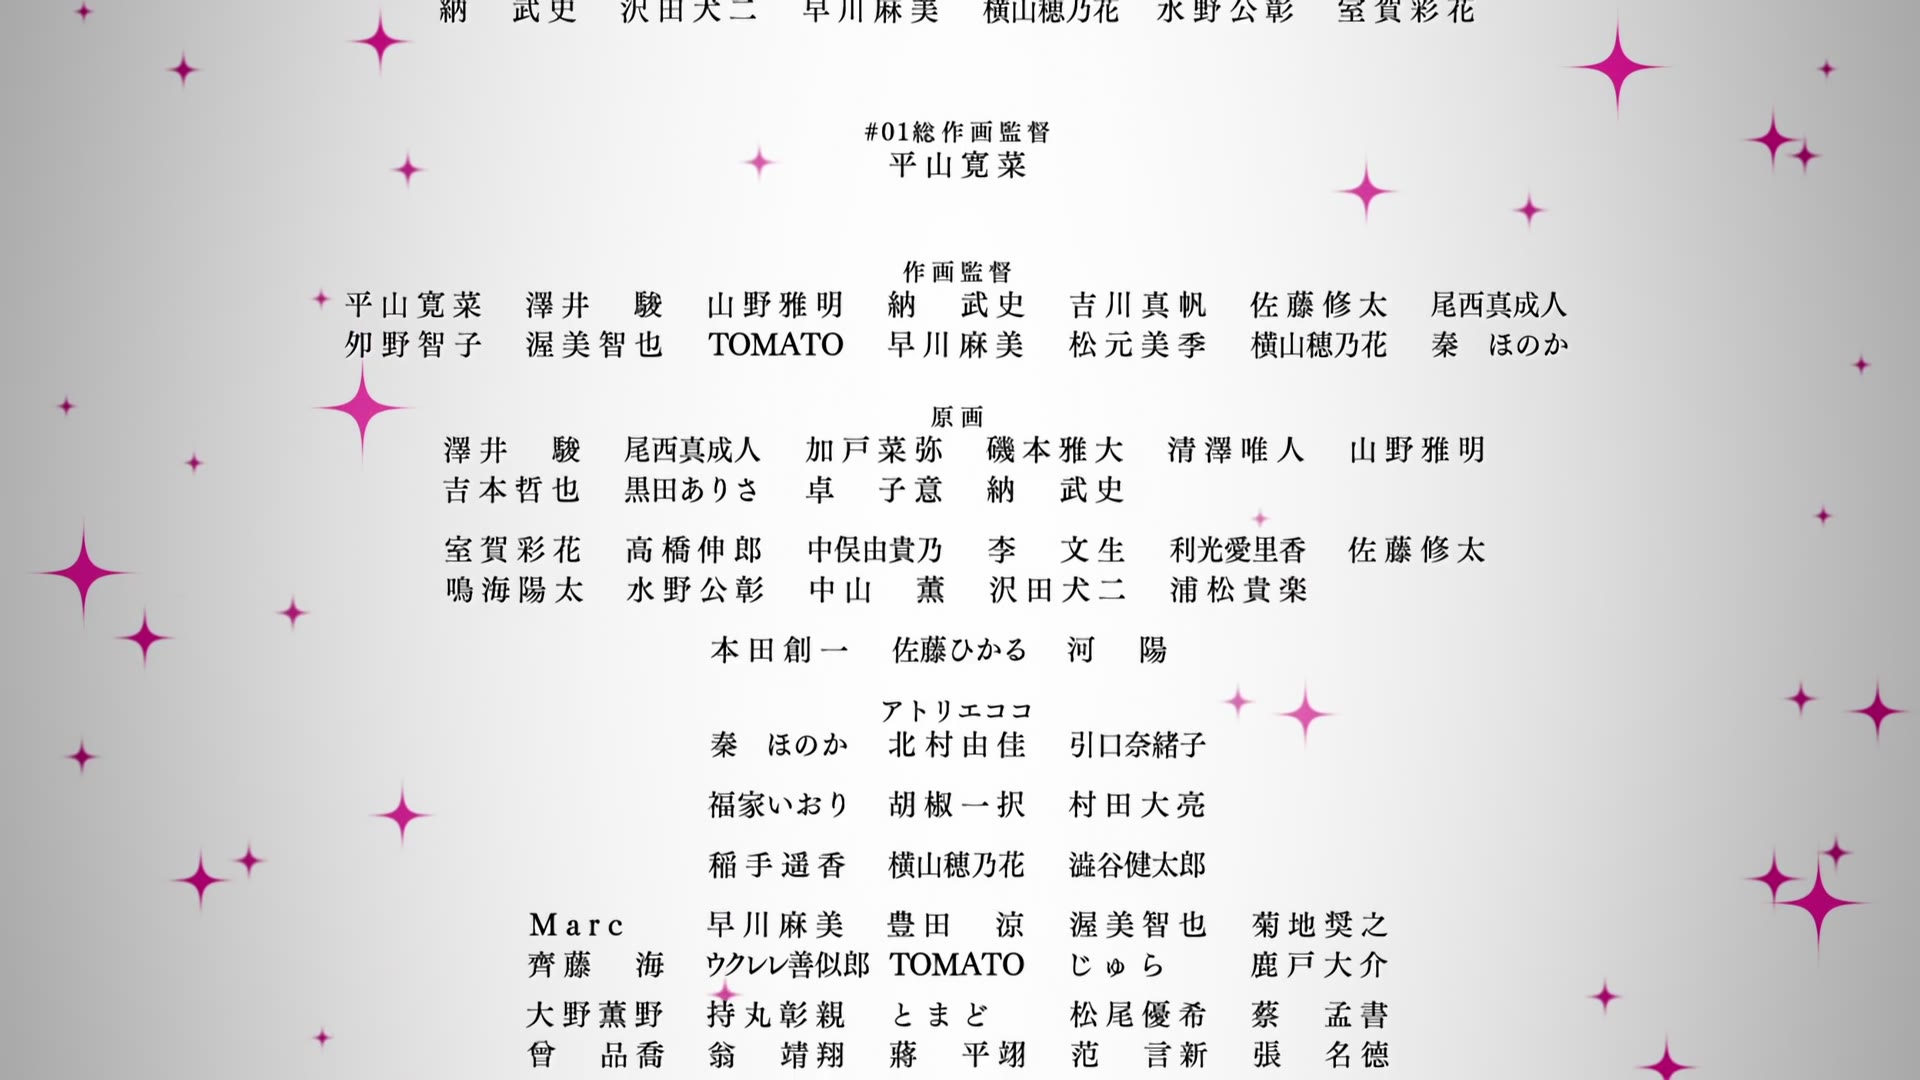 納　武史　沢田犬二　早川麻美　横山穂乃花　水野公彰　室賀彩花
#01総作画監督
平山寛菜
作画監督
平山寛菜　澤井　駿　山野雅明　納　武史　吉川真帆　佐藤修太　尾西真成人
夘野智子　渥美智也　TOMATO　早川麻美　松元美季　横山穂乃花　秦　ほのか
原画
澤井　駿　尾西真成人　加戸菜弥　磯本雅大　清澤唯人　山野雅明
吉本哲也　黒田ありさ　卓　子意　納　武史
室賀彩花　高橋伸郎　中俣由貴乃　李　文生　利光愛里香　佐藤修太
鳴海陽太　水野公彰　中山　薫　沢田犬二　浦松貴楽
本田創一　佐藤ひかる　河　陽
アトリエココ
秦　ほのか　北村由佳　引口奈緒子
福家いおり　胡椒一択　村田大亮
稲手遥香　横山穂乃花　澁谷健太郎
Marc　早川麻美　豊田　涼　渥美智也　菊地奨之
齊藤　海　ウクレレ善似郎　TOMATO　じゅら　鹿戸大介
大野薫野　持丸彰親　とまど　松尾優希　蔡　孟書
曾　品喬　翁　靖翔　蔣　平翊　范　言新　張　名德